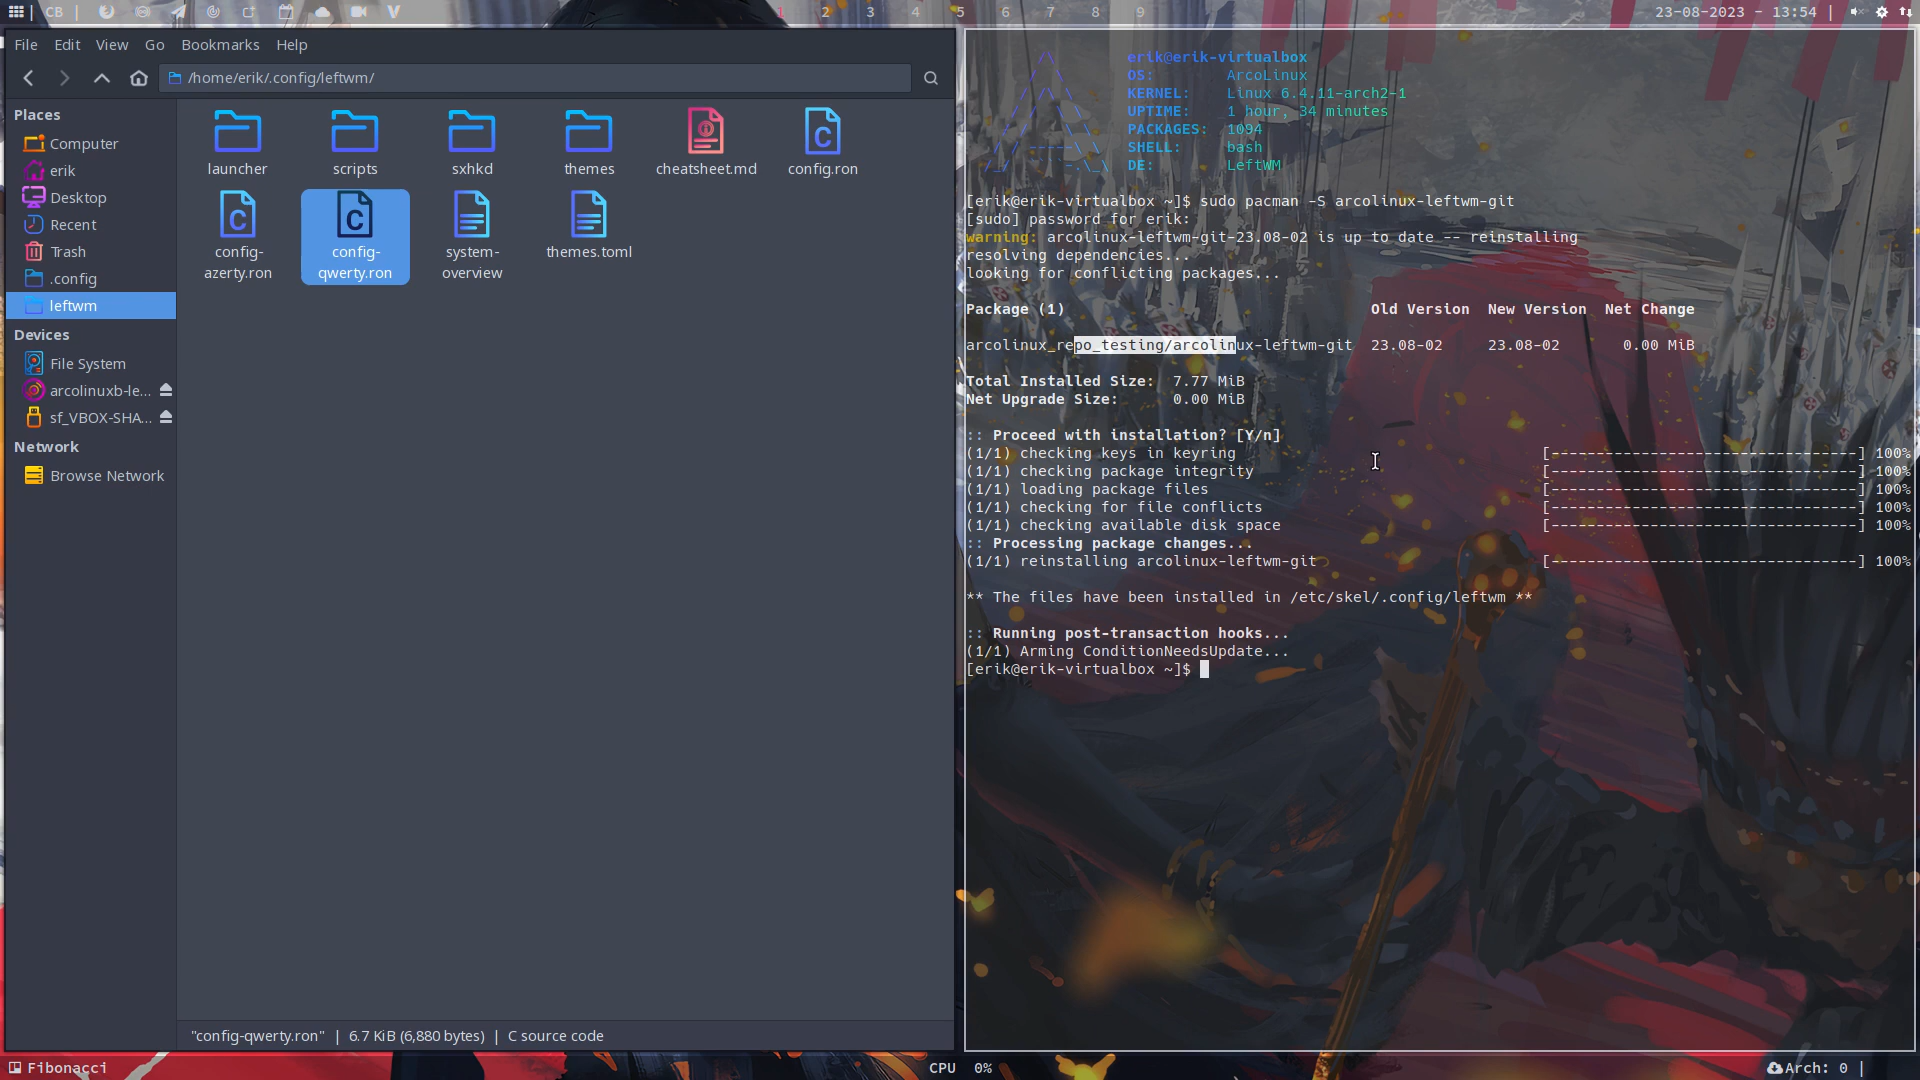 CB
1 2 3 4 5 6 7 8 9
23-08-2023 - 13:54
File Edit View Go Bookmarks Help
/home/erik/.config/leftwm/
Places
Computer
erik
Desktop
Recent
Trash
.config
leftwm
Devices
File System
arcolinuxb-le...
sf_VBOX-SHA...
Network
Browse Network
launcher scripts sxhkd themes cheatsheet.md config.ron
config-azerty.ron config-qwerty.ron system-overview themes.toml
"config-qwerty.ron" | 6.7 KiB (6,880 bytes) | C source code
erik@erik-virtualbox
OS: ArcoLinux
KERNEL: Linux 6.4.11-arch2-1
UPTIME: 1 hour, 34 minutes
PACKAGES: 1094
SHELL: bash
DE: LeftWM
[erik@erik-virtualbox ~]$ sudo pacman -S arcolinux-leftwm-git
[sudo] password for erik:
warning: arcolinux-leftwm-git-23.08-02 is up to date -- reinstalling
resolving dependencies...
looking for conflicting packages...
Package (1) Old Version New Version Net Change
arcolinux_repo_testing/arcolinux-leftwm-git 23.08-02 23.08-02 0.00 MiB
Total Installed Size: 7.77 MiB
Net Upgrade Size: 0.00 MiB
:: Proceed with installation? [Y/n]
(1/1) checking keys in keyring [----------------------------------] 100%
(1/1) checking package integrity [----------------------------------] 100%
(1/1) loading package files [----------------------------------] 100%
(1/1) checking for file conflicts [----------------------------------] 100%
(1/1) checking available disk space [----------------------------------] 100%
:: Processing package changes...
(1/1) reinstalling arcolinux-leftwm-git [----------------------------------] 100%
** The files have been installed in /etc/skel/.config/leftwm **
:: Running post-transaction hooks...
(1/1) Arming ConditionNeedsUpdate...
[erik@erik-virtualbox ~]$
Fibonacci
CPU 0%
Arch: 0 |